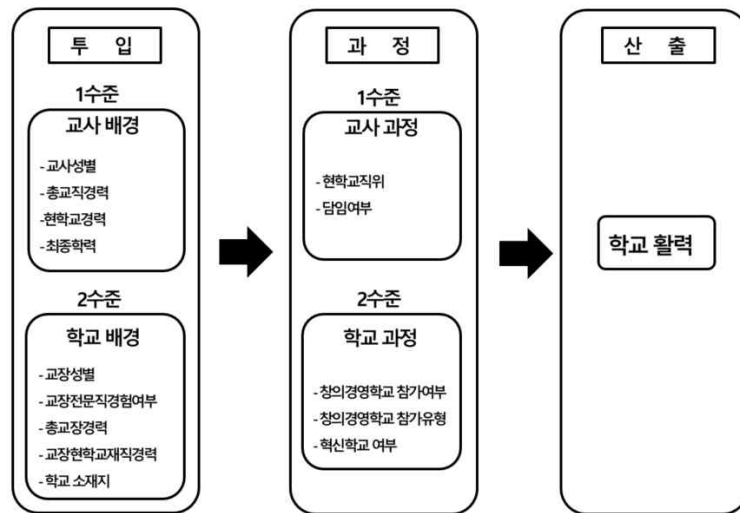 투 입
1수준
교사 배경
- 교사성별
- 총교직경력
-현학교경력
- 최종학력
2수준
학교 배경
- 교장성별
- 교장전문직경험여부
- 총교장경력
- 교장현학교재직경력
- 학교 소재지
과 정
1수준
교사 과정
- 현학교직위
- 담임여부
2수준
학교 과정
- 창의경영학교 참가여부
- 창의경영학교 참가유형
- 혁신학교 여부
산 출
학교 활력